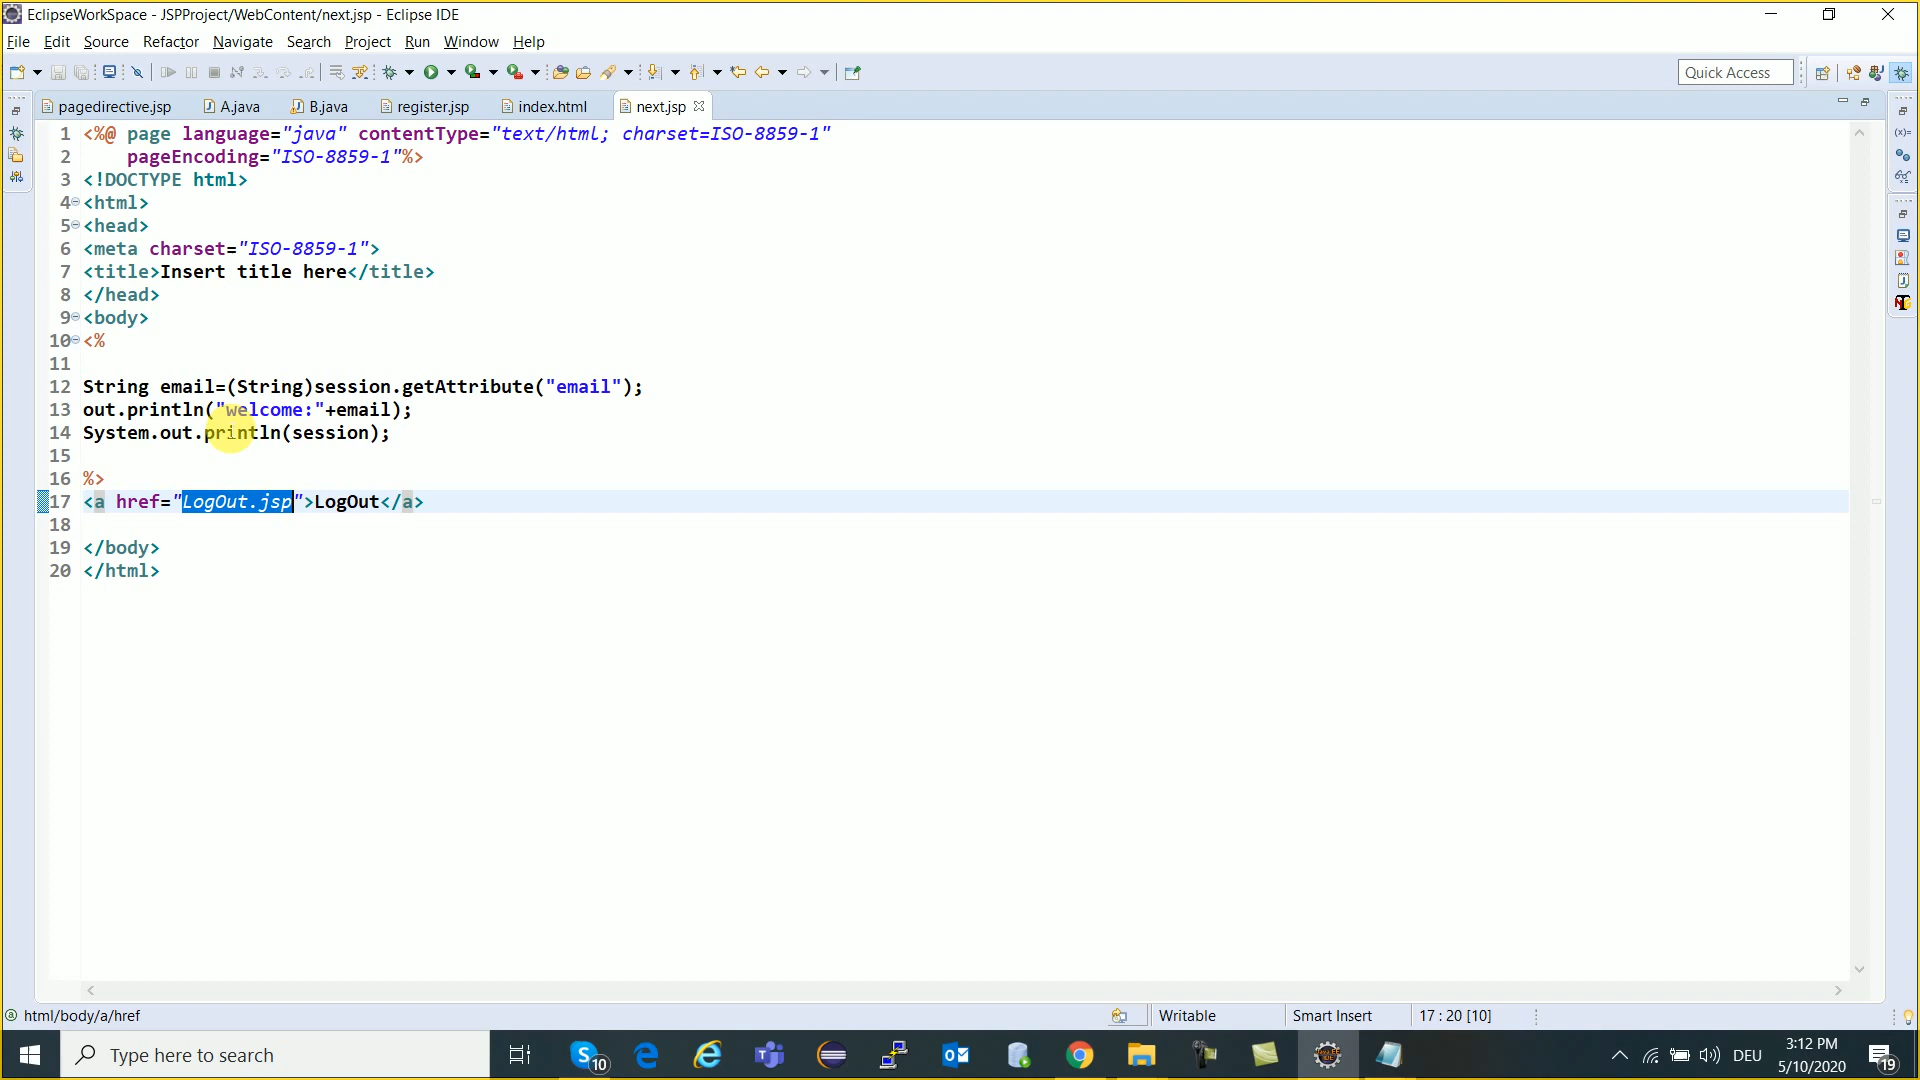 EclipseWorkSpace - JSPProject/WebContent/next.jsp - Eclipse IDE
File Edit Source Refactor Navigate Search Project Run Window Help
Quick Access
pagedirective.jsp A.java B.java register.jsp index.html next.jsp
1 <%@ page language="java" contentType="text/html; charset=ISO-8859-1"
2 pageEncoding="ISO-8859-1"%>
3 <!DOCTYPE html>
4 <html>
5 <head>
6 <meta charset="ISO-8859-1">
7 <title>Insert title here</title>
8 </head>
9 <body>
10 <%
11
12 String email=(String)session.getAttribute("email");
13 out.println("welcome:"+email);
14 System.out.println(session);
15
16 %>
17 <a href="LogOut.jsp">LogOut</a>
18
19 </body>
20 </html>
html/body/a/href Writable Smart Insert 17 : 20 [10]
Type here to search
10
DEU
3:12 PM
5/10/2020
19